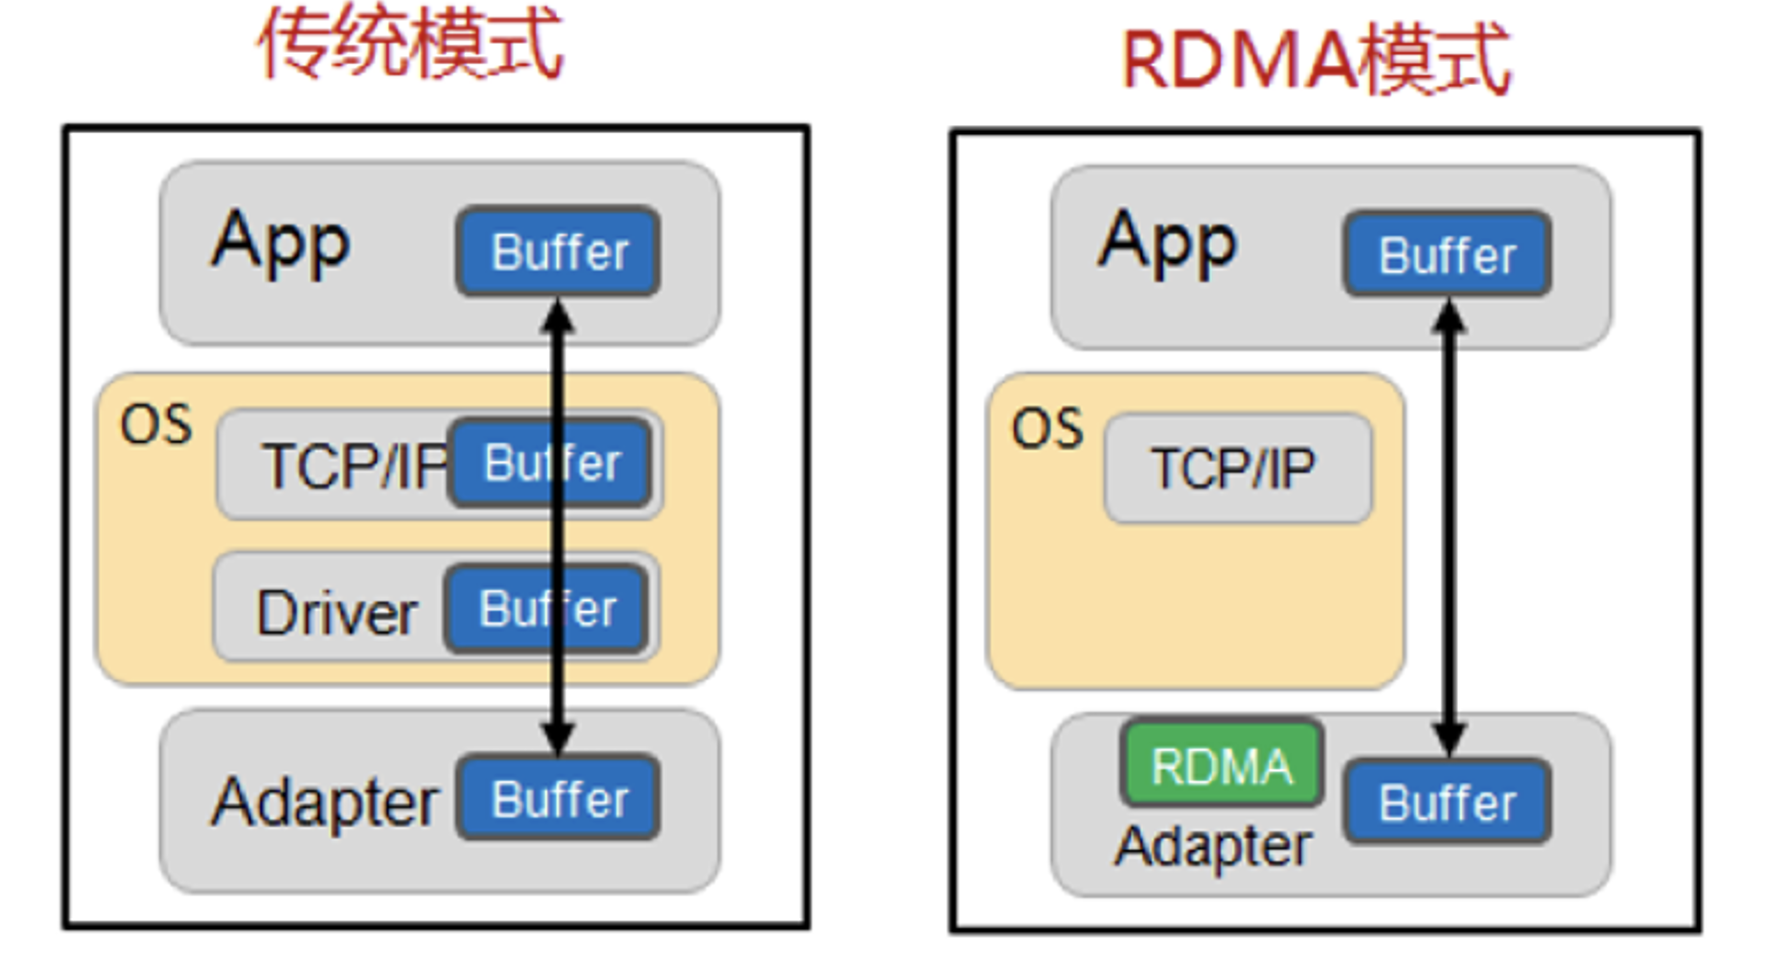 传统模式
App
Buffer
OS
TCP/IP
Buffer
Driver
Buffer
Adapter
Buffer
RDMA模式
App
Buffer
OS
TCP/IP
RDMA
Adapter
Buffer